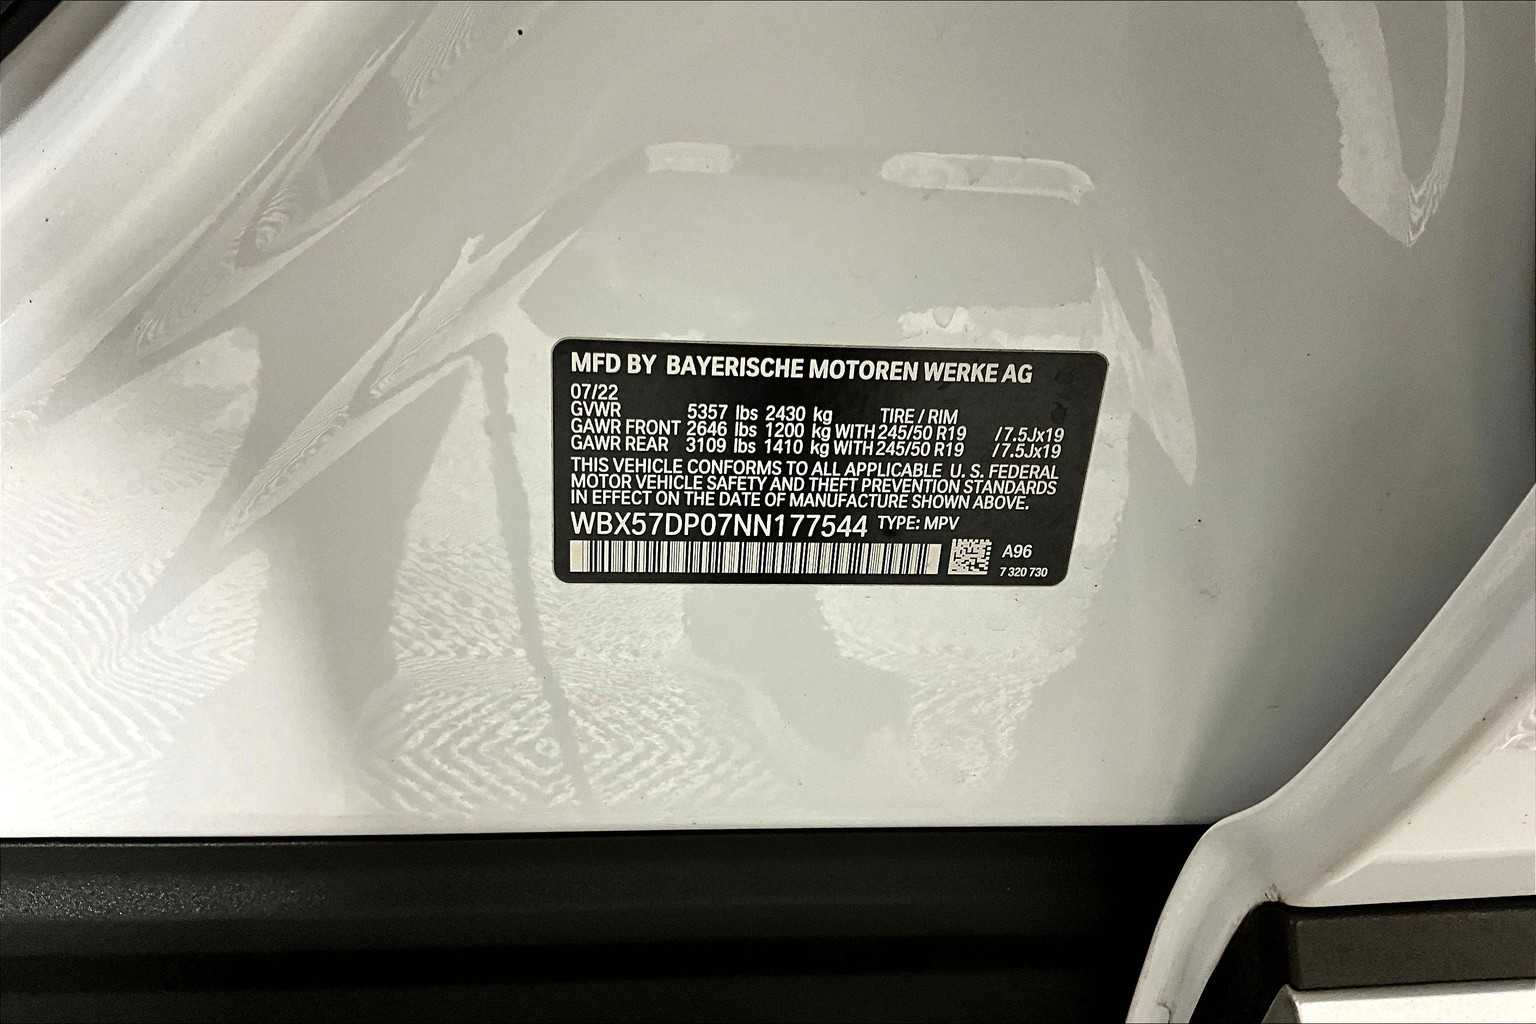 MFD BY BAYERISCHE MOTOREN WERKE AG
07/22
GVWR 5357 lbs 2430 kg TIRE / RIM
GAWR FRONT 2646 lbs 1200 kg WITH 245/50 R19 /7.5Jx19
GAWR REAR 3109 lbs 1410 kg WITH 245/50 R19 /7.5Jx19
THIS VEHICLE CONFORMS TO ALL APPLICABLE U. S. FEDERAL
MOTOR VEHICLE SAFETY AND THEFT PREVENTION STANDARDS
IN EFFECT ON THE DATE OF MANUFACTURE SHOWN ABOVE.
WBX57DP07NN177544 TYPE: MPV
A96
7 320 730